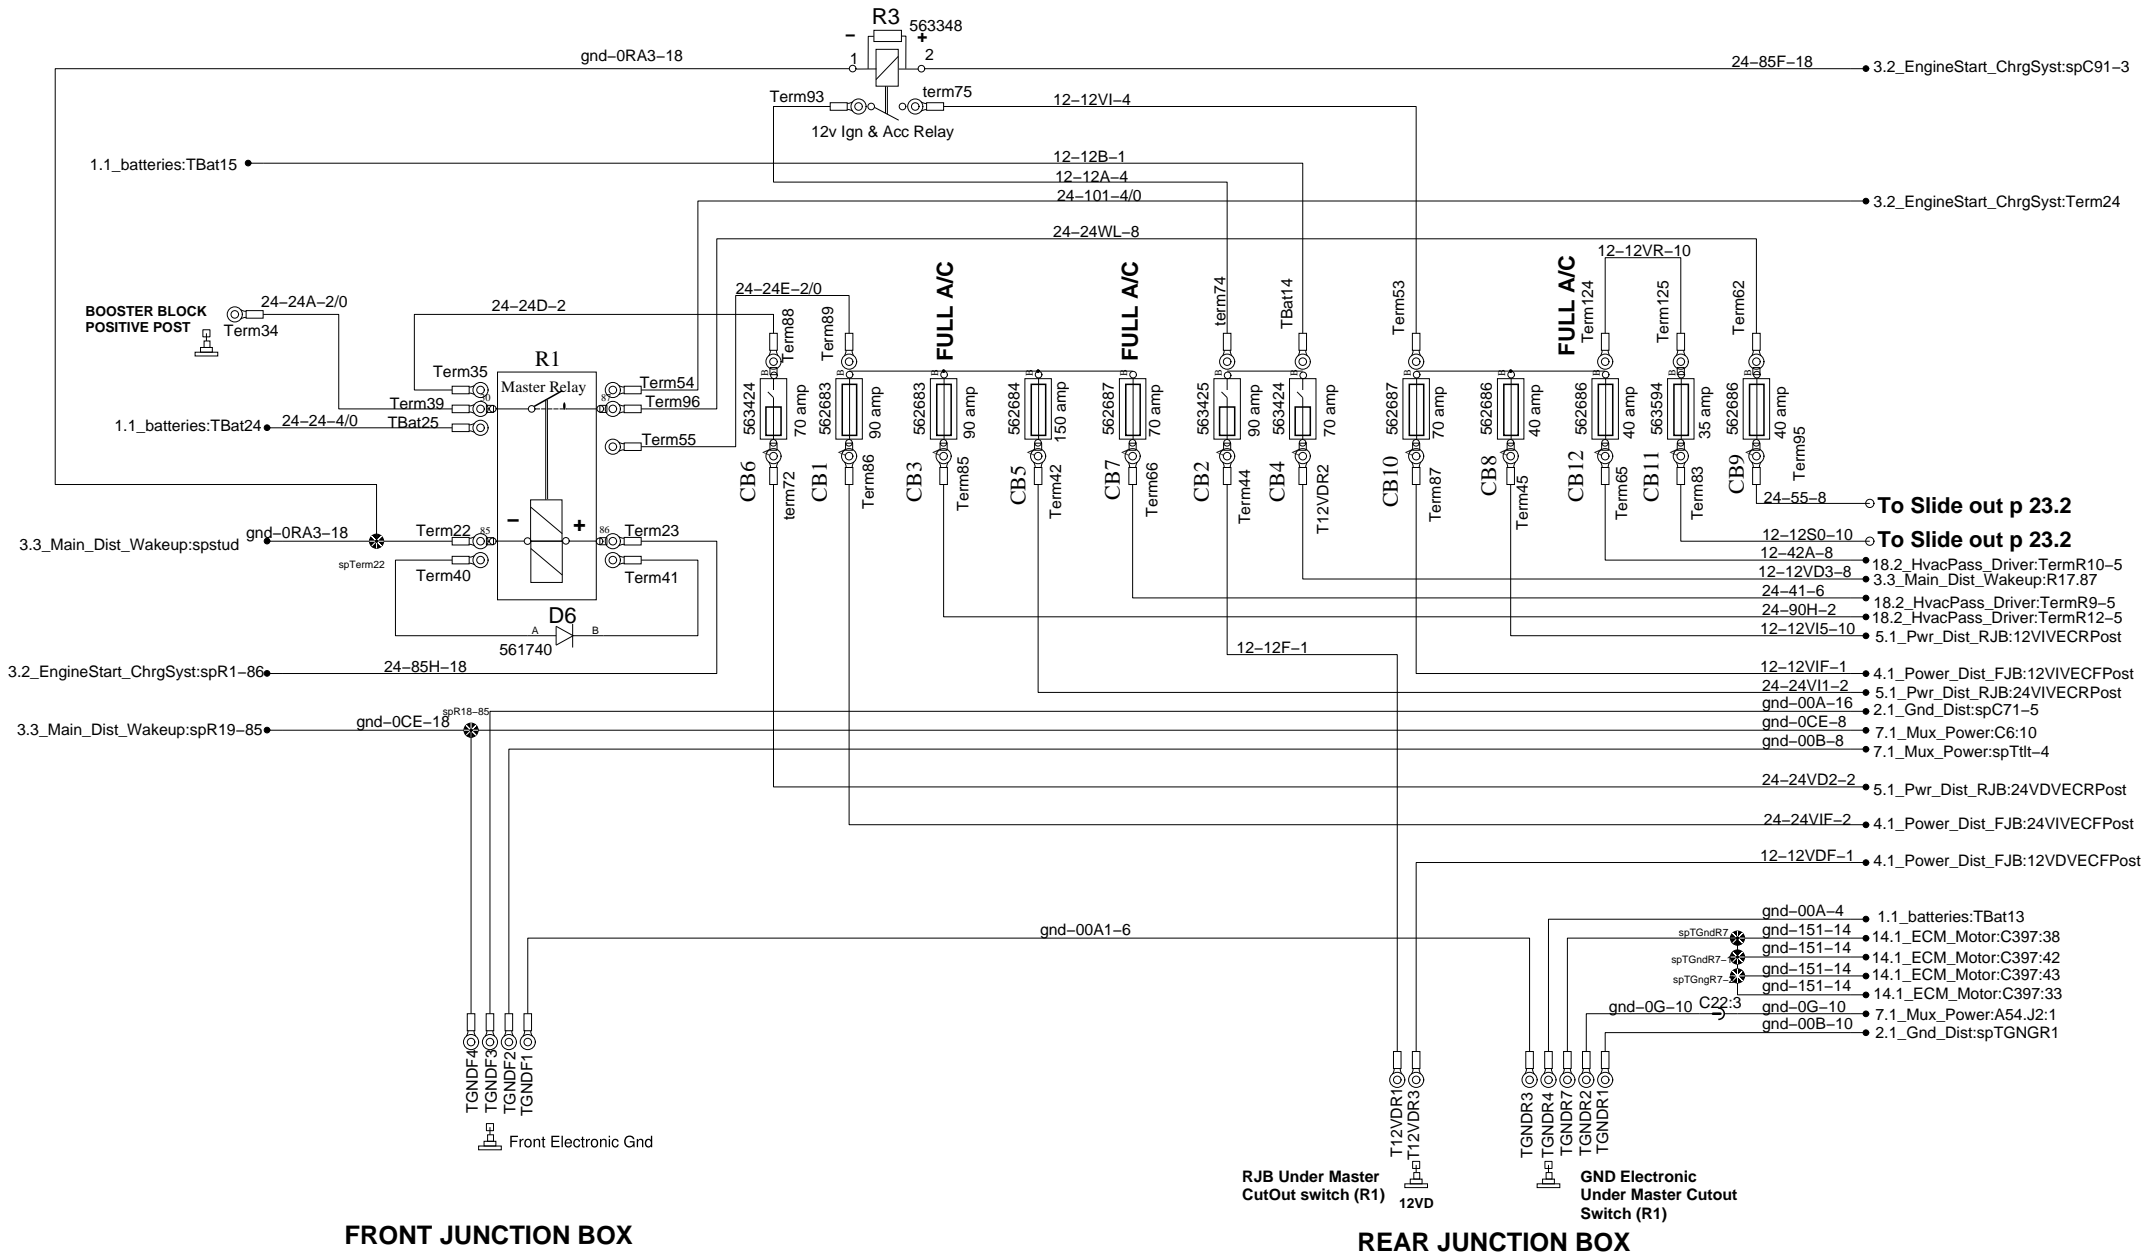 R3
563348
−
+
gnd−0RA3−18
1
2
24−85F−18
3.2_EngineStart_ChrgSyst:spC91−3
Term93
term75
12−12VI−4
12v Ign & Acc Relay
1.1_batteries:TBat15
12−12B−1
12−12A−4
24−101−4/0
3.2_EngineStart_ChrgSyst:Term24
24−24WL−8
12−12VR−10
BOOSTER BLOCK
POSITIVE POST
24−24A−2/0
Term34
24−24D−2
24−24E−2/0
Term88
Term89
FULL A/C
FULL A/C
term74
TBat14
Term53
FULL A/C
Term124
Term125
Term62
R1
Master Relay
Term35
Term39
TBat25
30
87
Term54
Term96
Term55
1.1_batteries:TBat24
24−24−4/0
B
B
B
B
B
B
B
B
B
B
B
B
563424
70 amp
562683
90 amp
562683
90 amp
562684
150 amp
562687
70 amp
563425
90 amp
563424
70 amp
562687
70 amp
562686
40 amp
562686
40 amp
563594
35 amp
562686
40 amp
CB6
term72
CB1
Term86
CB3
Term85
CB5
Term42
CB7
Term66
CB2
Term44
CB4
T12VDR2
CB10
Term87
CB8
Term45
CB12
Term65
CB11
Term83
CB9
Term95
24−55−8
To Slide out p 23.2
12−12S0−10
To Slide out p 23.2
12−42A−8
18.2_HvacPass_Driver:TermR10−5
12−12VD3−8
3.3_Main_Dist_Wakeup:R17.87
24−41−6
18.2_HvacPass_Driver:TermR9−5
24−90H−2
18.2_HvacPass_Driver:TermR12−5
12−12VI5−10
5.1_Pwr_Dist_RJB:12VIVECRPost
3.3_Main_Dist_Wakeup:spstud
gnd−0RA3−18
spTerm22
Term22
85
−
+
86
Term23
Term40
Term41
D6
A
B
561740
12−12F−1
3.2_EngineStart_ChrgSyst:spR1−86
24−85H−18
12−12VIF−1
4.1_Power_Dist_FJB:12VIVECFPost
24−24VI1−2
5.1_Pwr_Dist_RJB:24VIVECRPost
spR18−85
gnd−00A−16
2.1_Gnd_Dist:spC71−5
3.3_Main_Dist_Wakeup:spR19−85
gnd−0CE−18
gnd−0CE−8
7.1_Mux_Power:C6:10
gnd−00B−8
7.1_Mux_Power:spTtlt−4
24−24VD2−2
5.1_Pwr_Dist_RJB:24VDVECRPost
24−24VIF−2
4.1_Power_Dist_FJB:24VIVECFPost
12−12VDF−1
4.1_Power_Dist_FJB:12VDVECFPost
gnd−00A−4
1.1_batteries:TBat13
gnd−00A1−6
spTGndR7
gnd−151−14
14.1_ECM_Motor:C397:38
gnd−151−14
14.1_ECM_Motor:C397:42
gnd−151−14
14.1_ECM_Motor:C397:43
gnd−151−14
14.1_ECM_Motor:C397:33
gnd−0G−10
C22:3
gnd−0G−10
7.1_Mux_Power:A54.J2:1
gnd−00B−10
2.1_Gnd_Dist:spTGNGR1
TGNDF4
TGNDF3
TGNDF2
TGNDF1
Front Electronic Gnd
T12VDR1
T12VDR3
TGNDR3
TGNDR4
TGNDR7
TGNDR2
TGNDR1
RJB Under Master
CutOut switch (R1)
12VD
GND Electronic
Under Master Cutout
Switch (R1)
FRONT JUNCTION BOX
REAR JUNCTION BOX